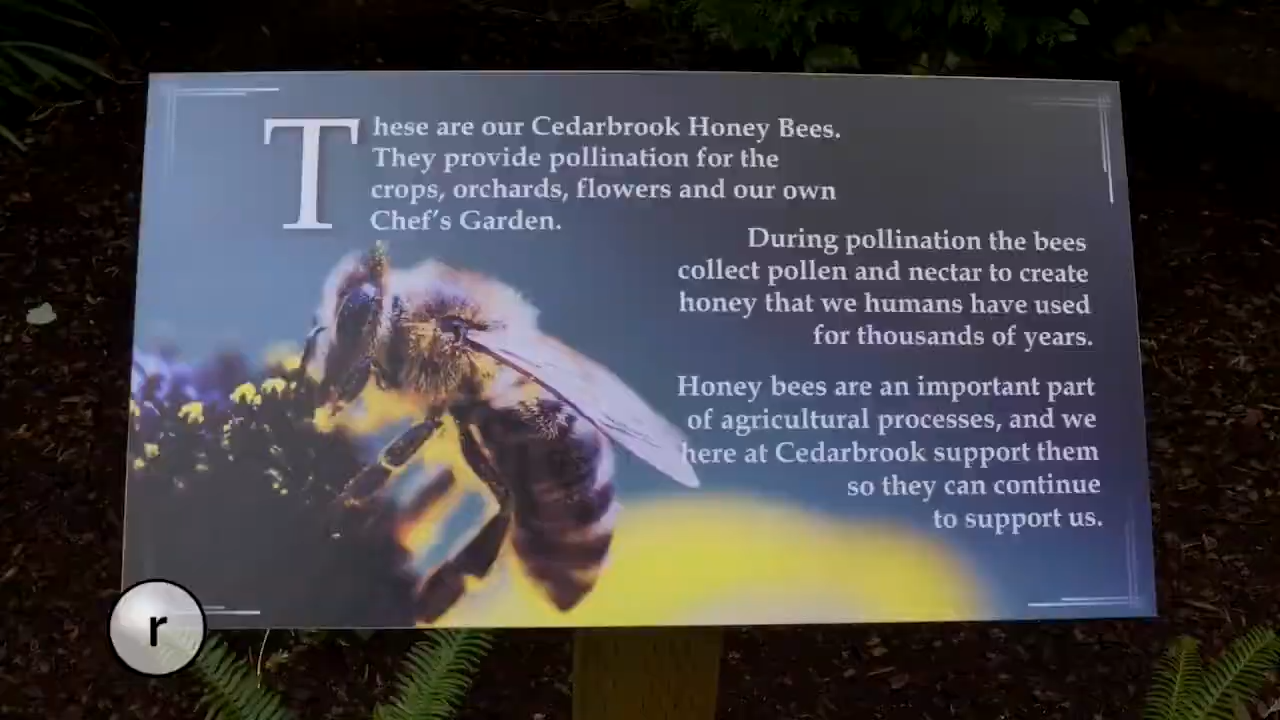 These are our Cedarbrook Honey Bees.
They provide pollination for the
crops, orchards, flowers and our own
Chef's Garden.
During pollination the bees
collect pollen and nectar to create
honey that we humans have used
for thousands of years.
Honey bees are an important part
of agricultural processes, and we
here at Cedarbrook support them
so they can continue
to support us.
r